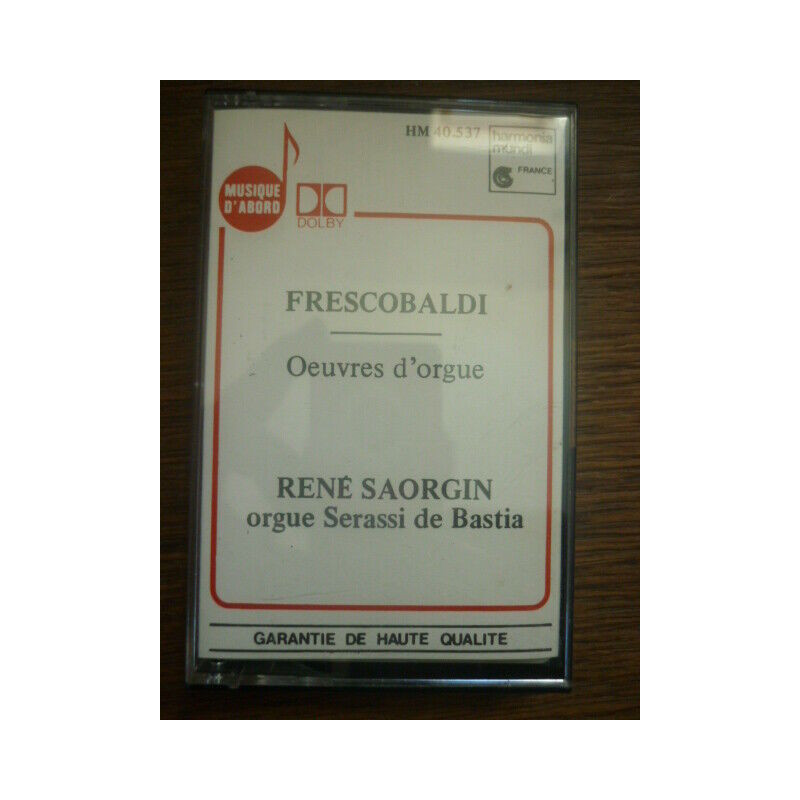 HM 40.537
harmonia
mundi
FRANCE
MUSIQUE
D'ABORD
DOLBY
FRESCOBALDI
Oeuvres d'orgue
RENÉ SAORGIN
orgue Serassi de Bastia
GARANTIE DE HAUTE QUALITE